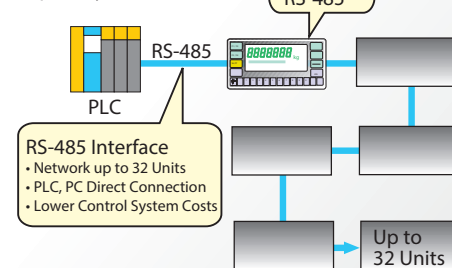 RS-485
RS-485
8888888
PLC
RS-485 Interface
• Network up to 32 Units
• PLC, PC Direct Connection
• Lower Control System Costs
Up to
32 Units